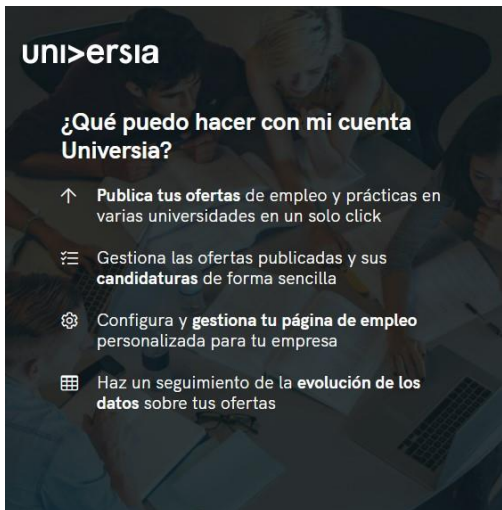 uni>ersia
¿Qué puedo hacer con mi cuenta
Universia?
Publica tus ofertas de empleo y prácticas en
varias universidades en un solo click
Gestiona las ofertas publicadas y sus
candidaturas de forma sencilla
Configura y gestiona tu página de empleo
personalizada para tu empresa
Haz un seguimiento de la evolución de los
datos sobre tus ofertas